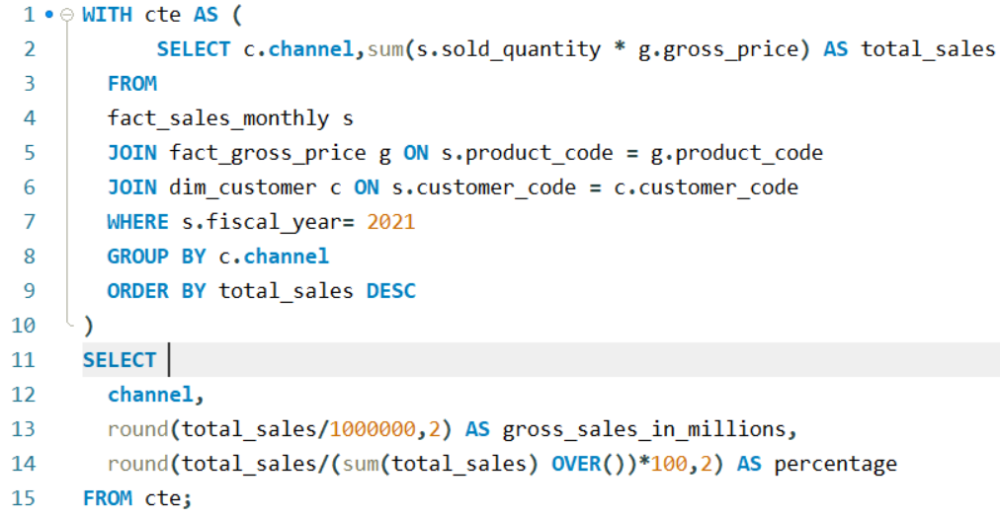 1 WITH cte AS (
2 SELECT c.channel,sum(s.sold_quantity * g.gross_price) AS total_sales
3 FROM
4 fact_sales_monthly s
5 JOIN fact_gross_price g ON s.product_code = g.product_code
6 JOIN dim_customer c ON s.customer_code = c.customer_code
7 WHERE s.fiscal_year= 2021
8 GROUP BY c.channel
9 ORDER BY total_sales DESC
10 )
11 SELECT
12 channel,
13 round(total_sales/1000000,2) AS gross_sales_in_millions,
14 round(total_sales/(sum(total_sales) OVER())*100,2) AS percentage
15 FROM cte;